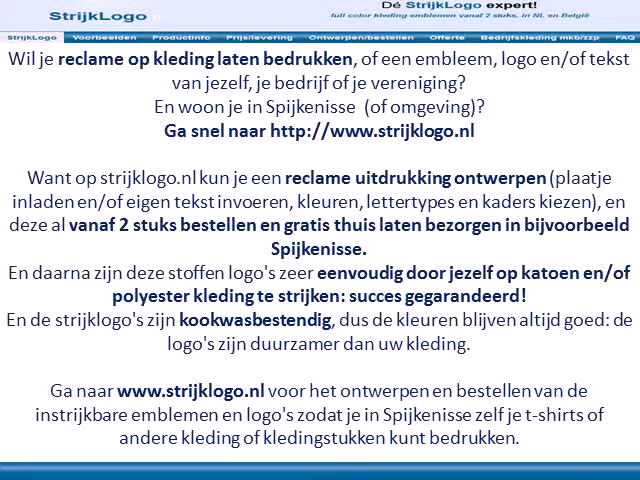 StrijkLogo
Dé StrijkLogo expert!
full color kleding emblemen vanaf 2 stuks, in NL en België
StrijkLogo Voorbeelden Productinfo Prijs/levering Ontwerpen/bestellen Offerte Bedrijfskleding mkb/zzp FAQ
Wil je reclame op kleding laten bedrukken, of een embleem, logo en/of tekst
van jezelf, je bedrijf of je vereniging?
En woon je in Spijkenisse (of omgeving)?
Ga snel naar http://www.strijklogo.nl
Want op strijklogo.nl kun je een reclame uitdrukking ontwerpen (plaatje
inladen en/of eigen tekst invoeren, kleuren, lettertypes en kaders kiezen), en
deze al vanaf 2 stuks bestellen en gratis thuis laten bezorgen in bijvoorbeeld
Spijkenisse.
En daarna zijn deze stoffen logo's zeer eenvoudig door jezelf op katoen en/of
polyester kleding te strijken: succes gegarandeerd!
En de strijklogo's zijn kookwasbestendig, dus de kleuren blijven altijd goed: de
logo's zijn duurzamer dan uw kleding.
Ga naar www.strijklogo.nl voor het ontwerpen en bestellen van de
instrijkbare emblemen en logo's zodat je in Spijkenisse zelf je t-shirts of
andere kleding of kledingstukken kunt bedrukken.